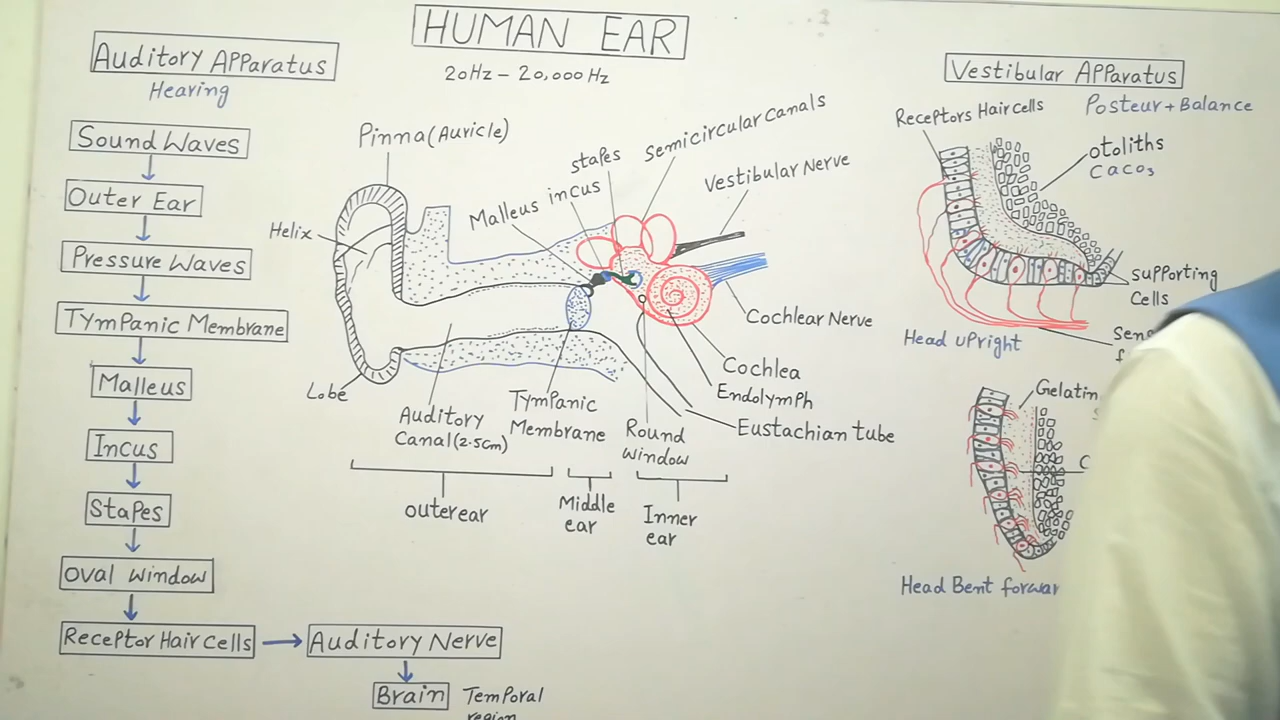 HUMAN EAR
20Hz – 20,000 Hz
Auditory APParatus
Hearing
Sound Waves
Outer Ear
Pressure Waves
TymPanic Membrane
Malleus
Incus
StaPes
Oval window
Receptor Hair cells
Auditory Nerve
Brain
Temporal
region
Pinna (Auricle)
Helix
Lobe
Malleus
incus
stapes
Semicircular Canals
Vestibular Nerve
Cochlear Nerve
Cochlea
Endolymph
Eustachian tube
Auditory
Canal (2.5cm)
TymPanic
Membrane
Round
window
outer ear
Middle
ear
Inner
ear
Vestibular APParatus
Posteur + Balance
Receptors Hair cells
otoliths
CaCO3
supporting
Cells
Head upright
Gelatin
C
Head Bent forwar